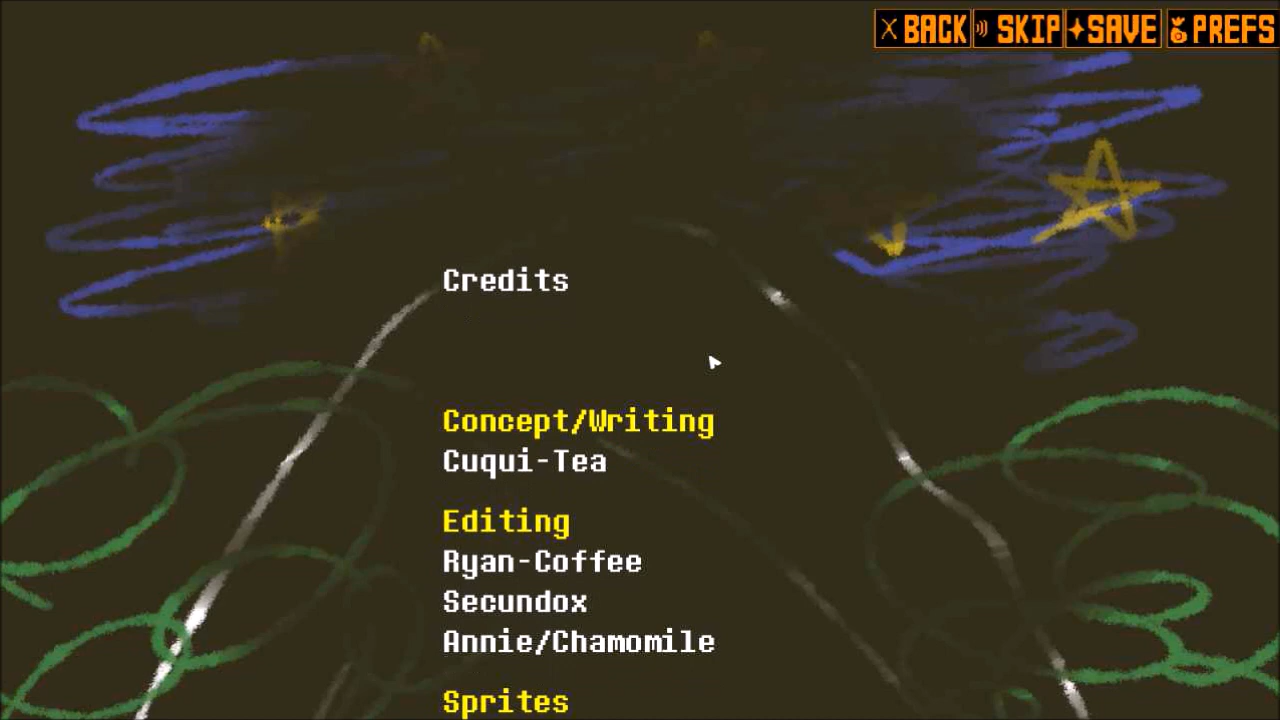 BACK SKIP SAVE PREFS
Credits
Concept/Writing
Cuqui-Tea
Editing
Ryan-Coffee
Secundox
Annie/Chamomile
Sprites